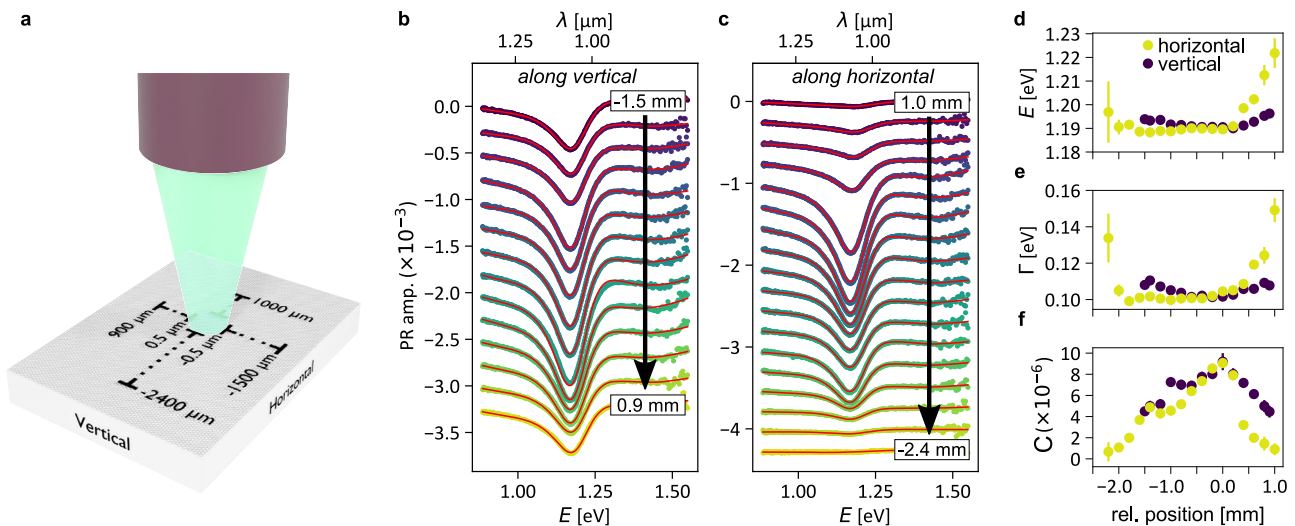 a
900 μm
0.5 μm
1000 μm
-0.5 μm
-1500 μm
-2400 μm
Vertical
Horizontal
b
λ [μm]
1.25 1.00
along vertical
-1.5 mm
0.9 mm
PR amp. (×10⁻³)
0.0
−0.5
−1.0
−1.5
−2.0
−2.5
−3.0
−3.5
1.00 1.25 1.50
E [eV]
c
λ [μm]
1.25 1.00
along horizontal
1.0 mm
-2.4 mm
0
−1
−2
−3
−4
1.00 1.25 1.50
E [eV]
d
horizontal
vertical
E [eV]
1.23
1.22
1.21
1.20
1.19
1.18
e
Γ [eV]
0.16
0.14
0.12
0.10
f
C (×10⁻⁶)
10
8
6
4
2
0
−2.0 −1.0 0.0 1.0
rel. position [mm]